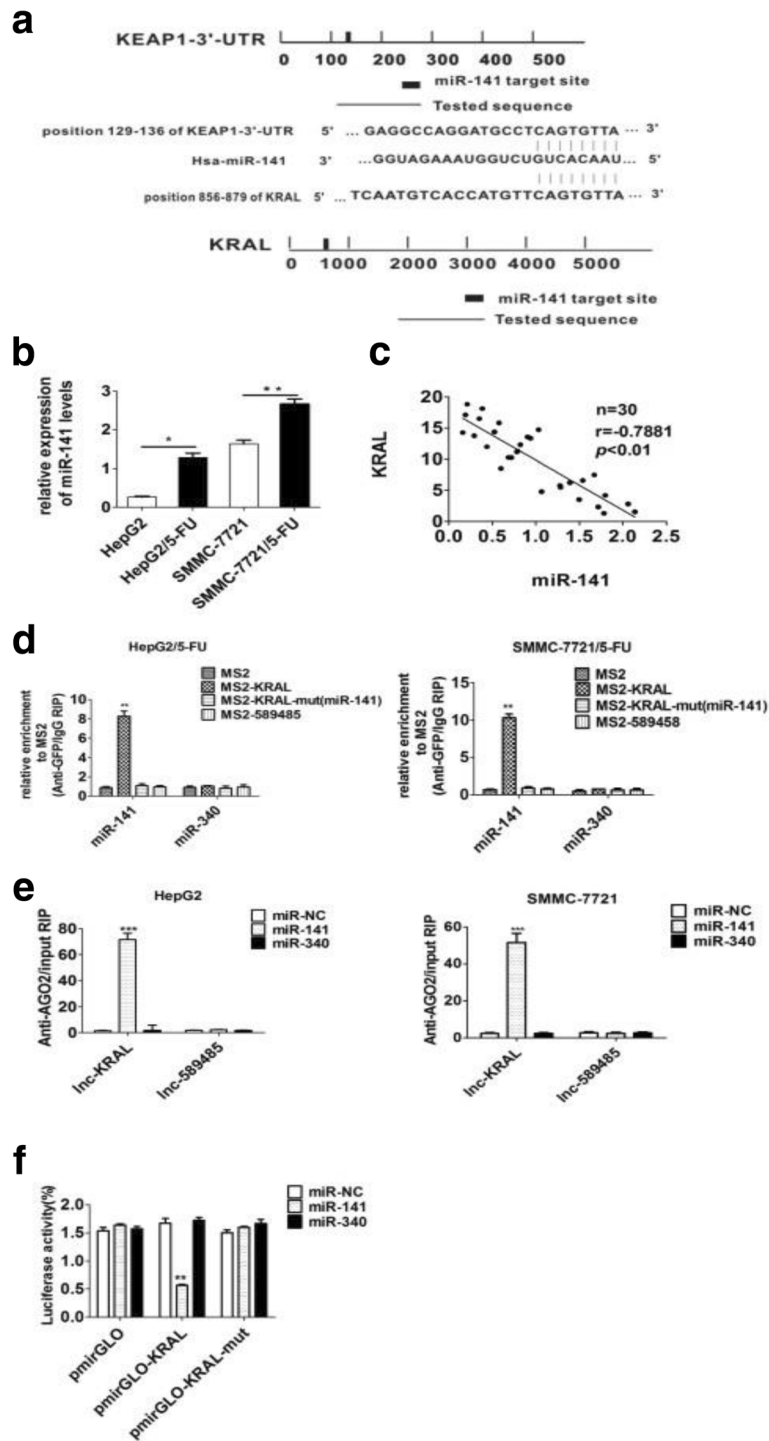 a
KEAP1-3'-UTR
0 100 200 300 400 500
miR-141 target site
Tested sequence
position 129-136 of KEAP1-3'-UTR 5' ... GAGGCCAGGATGCCTCAGTGTTA ... 3'
Hsa-miR-141 3' ...GGUAGAAAUGGUCUGUCACAAU... 5'
position 856-879 of KRAL 5' ... TCAATGTCACCATGTTCAGTGTTA ... 3'
KRAL
0 1000 2000 3000 4000 5000
miR-141 target site
Tested sequence
b
relative expression
of miR-141 levels
3
2
1
0
*
* *
HepG2
HepG2/5-FU
SMMC-7721
SMMC-7721/5-FU
c
KRAL
20
15
10
5
0
0.0 0.5 1.0 1.5 2.0 2.5
miR-141
n=30
r=-0.7881
p<0.01
d
HepG2/5-FU
MS2
MS2-KRAL
MS2-KRAL-mut(miR-141)
MS2-589485
relative enrichment
to MS2
(Anti-GFP/IgG RIP)
10
8
6
4
2
0
**
miR-141
miR-340
SMMC-7721/5-FU
MS2
MS2-KRAL
MS2-KRAL-mut(miR-141)
MS2-589458
relative enrichment
to MS2
(Anti-GFP/IgG RIP)
15
10
5
0
**
miR-141
miR-340
e
HepG2
miR-NC
miR-141
miR-340
Anti-AGO2/input RIP
80
60
40
20
0
***
lnc-KRAL
lnc-589485
SMMC-7721
miR-NC
miR-141
miR-340
Anti-AGO2/input RIP
60
40
20
0
***
lnc-KRAL
lnc-589485
f
miR-NC
miR-141
miR-340
Luciferase activity(%)
2.0
1.5
1.0
0.5
0.0
**
pmirGLO
pmirGLO-KRAL
pmirGLO-KRAL-mut